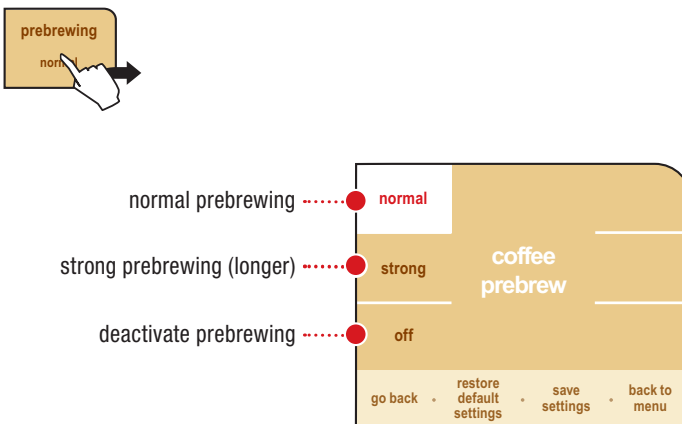 prebrewing
normal
normal prebrewing
normal
strong prebrewing (longer)
strong
coffee
prebrew
deactivate prebrewing
off
go back
restore
default
settings
save
settings
back to
menu